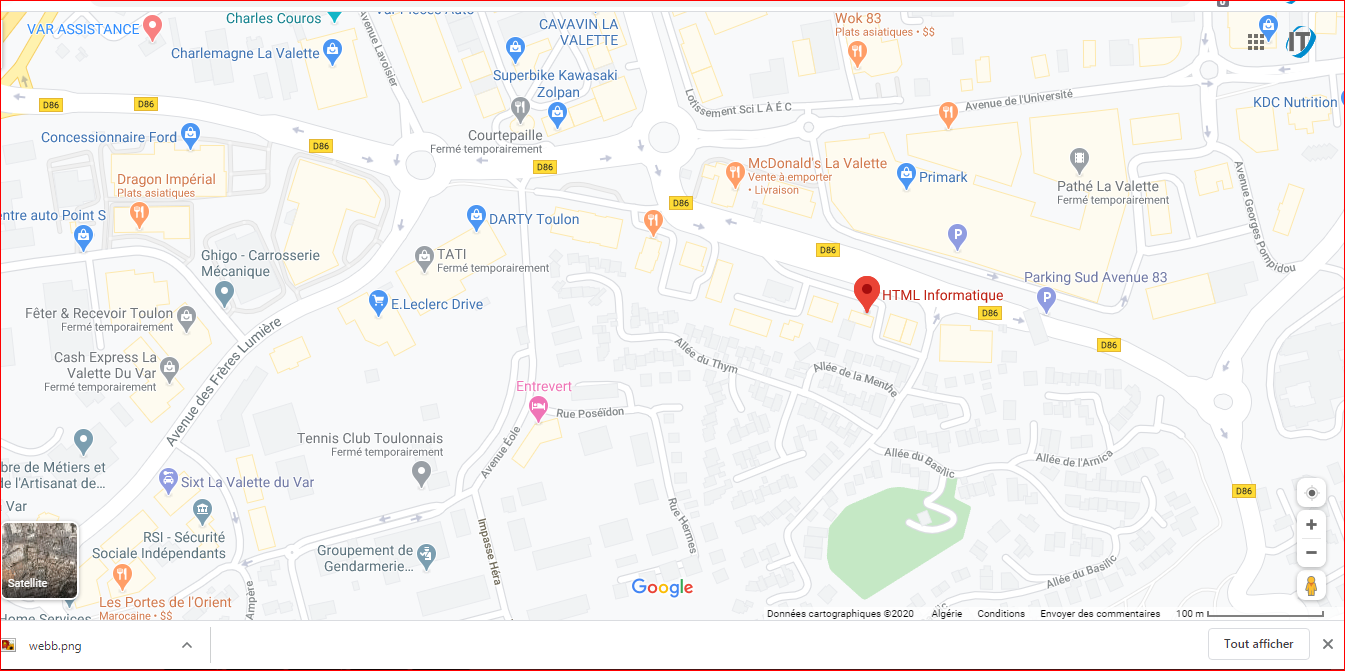 Charles Couros
VAR ASSISTANCE
Charlemagne La Valette
Avenue Lavoisier
CAVAVIN LA
VALETTE
Superbike Kawasaki
Zolpan
Courtepaille
Fermé temporairement
Wok 83
Plats asiatiques • $$
IT
Lotissement Sci L À É C
Avenue de l'Université
KDC Nutrition
D86
D86
D86
D86
Concessionnaire Ford
Dragon Impérial
Plats asiatiques
entre auto Point S
McDonald's La Valette
Vente à emporter
• Livraison
Primark
Pathé La Valette
Fermé temporairement
Avenue Georges Pompidou
D86
DARTY Toulon
TATI
Fermé temporairement
Ghigo - Carrosserie
Mécanique
E.Leclerc Drive
P
D86
Parking Sud Avenue 83
P
HTML Informatique
D86
D86
Fêter & Recevoir Toulon
Fermé temporairement
Cash Express La
Valette Du Var
Fermé temporairement
Avenue des Frères Lumière
Allée du Thym
Allée de la Menthe
Entrevert
Rue Poséïdon
Avenue Éole
Tennis Club Toulonnais
Fermé temporairement
bre de Métiers et
de l'Artisanat de...
Var
Sixt La Valette du Var
Allée du Basilic
Allée de l'Arnica
D86
RSI - Sécurité
Sociale Indépendants
Groupement de
Gendarmerie...
Impasse Héra
Rue Hermes
Allée du Basilic
Satellite
Les Portes de l'Orient
Marocaine • $$
Home Services
Ampère
Google
Données cartographiques ©2020 Algérie Conditions Envoyer des commentaires 100 m
webb.png
Tout afficher